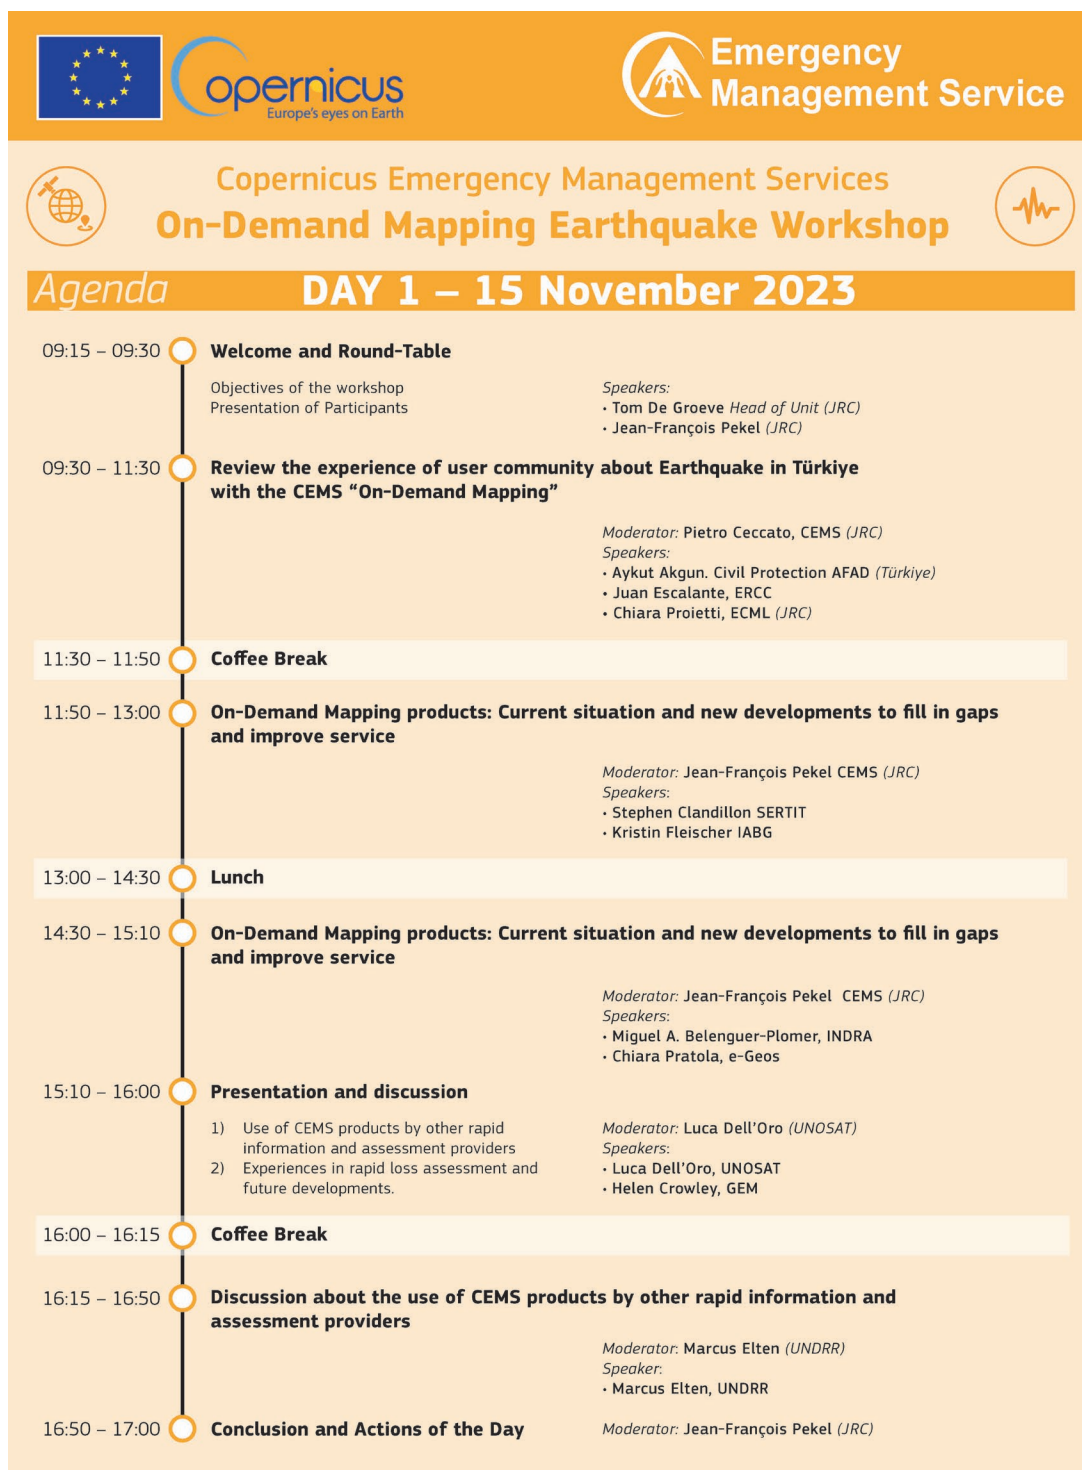 opernicus
Europe's eyes on Earth
Emergency
Management Service
Copernicus Emergency Management Services
On-Demand Mapping Earthquake Workshop
Agenda
DAY 1 – 15 November 2023
09:15 – 09:30
Welcome and Round-Table
Objectives of the workshop
Presentation of Participants
Speakers:
• Tom De Groeve Head of Unit (JRC)
• Jean-François Pekel (JRC)
09:30 – 11:30
Review the experience of user community about Earthquake in Türkiye
with the CEMS “On-Demand Mapping”
Moderator: Pietro Ceccato, CEMS (JRC)
Speakers:
• Aykut Akgun. Civil Protection AFAD (Türkiye)
• Juan Escalante, ERCC
• Chiara Proietti, ECML (JRC)
11:30 – 11:50
Coffee Break
11:50 – 13:00
On-Demand Mapping products: Current situation and new developments to fill in gaps
and improve service
Moderator: Jean-François Pekel CEMS (JRC)
Speakers:
• Stephen Clandillon SERTIT
• Kristin Fleischer IABG
13:00 – 14:30
Lunch
14:30 – 15:10
On-Demand Mapping products: Current situation and new developments to fill in gaps
and improve service
Moderator: Jean-François Pekel CEMS (JRC)
Speakers:
• Miguel A. Belenguer-Plomer, INDRA
• Chiara Pratola, e-Geos
15:10 – 16:00
Presentation and discussion
1) Use of CEMS products by other rapid
information and assessment providers
2) Experiences in rapid loss assessment and
future developments.
Moderator: Luca Dell’Oro (UNOSAT)
Speakers:
• Luca Dell’Oro, UNOSAT
• Helen Crowley, GEM
16:00 – 16:15
Coffee Break
16:15 – 16:50
Discussion about the use of CEMS products by other rapid information and
assessment providers
Moderator: Marcus Elten (UNDRR)
Speaker:
• Marcus Elten, UNDRR
16:50 – 17:00
Conclusion and Actions of the Day
Moderator: Jean-François Pekel (JRC)